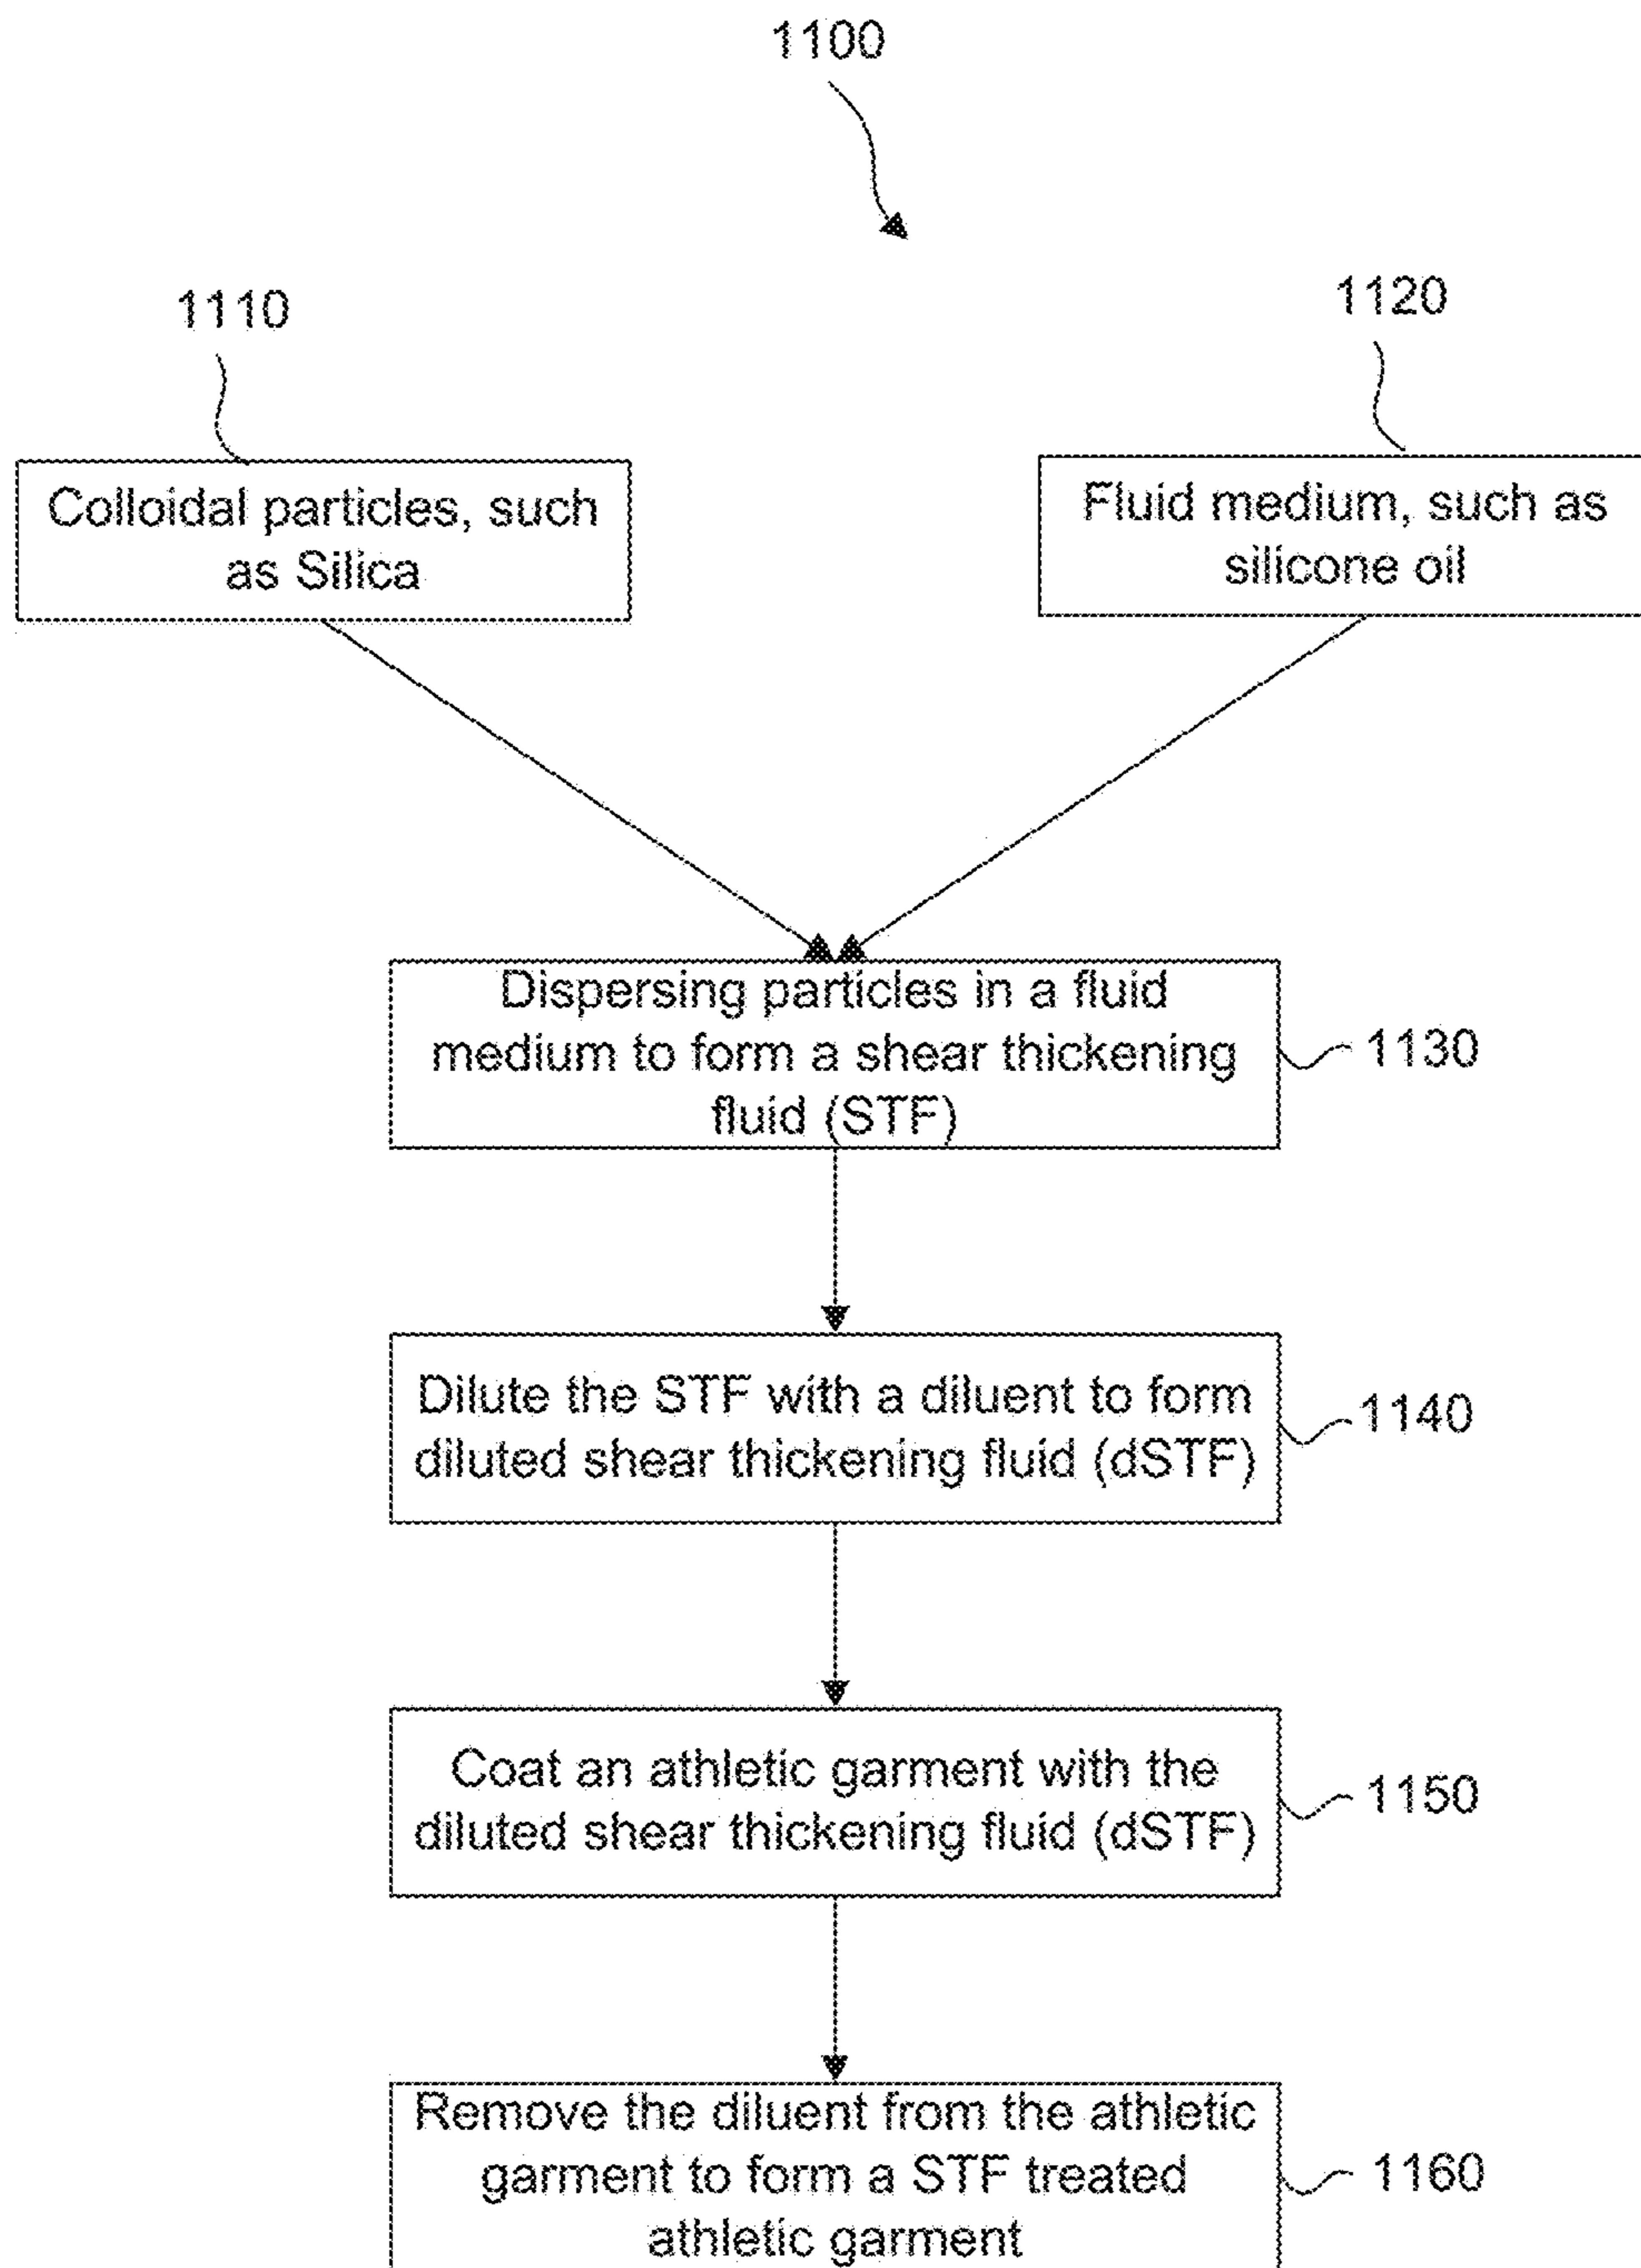 1100
1110
1120
Colloidal particles, such
as Silica
Fluid medium, such as
silicone oil
Dispersing particles in a fluid
medium to form a shear thickening
fluid (STF)
1130
Dilute the STF with a diluent to form
diluted shear thickening fluid (dSTF)
1140
Coat an athletic garment with the
diluted shear thickening fluid (dSTF)
1150
Remove the diluent from the athletic
garment to form a STF treated
athletic garment
1160